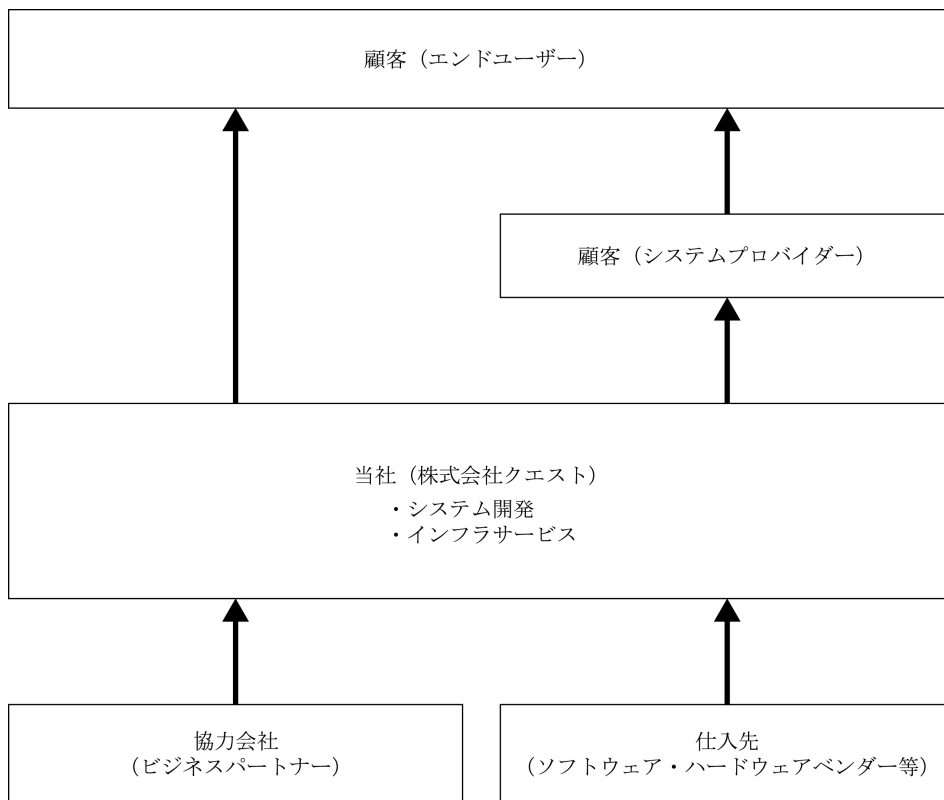 顧客（エンドユーザー）
顧客（システムプロバイダー）
当社（株式会社クエスト）
・システム開発
・インフラサービス
協力会社
（ビジネスパートナー）
仕入先
（ソフトウェア・ハードウェアベンダー等）